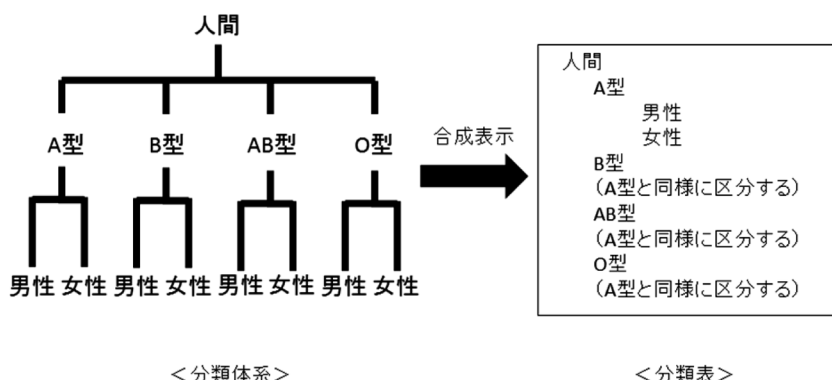 人間
A型 B型 AB型 O型
男性 女性 男性 女性 男性 女性 男性 女性
<分類体系>
合成表示
人間
A型
男性
女性
B型
(A型と同様に区分する)
AB型
(A型と同様に区分する)
O型
(A型と同様に区分する)
<分類表>